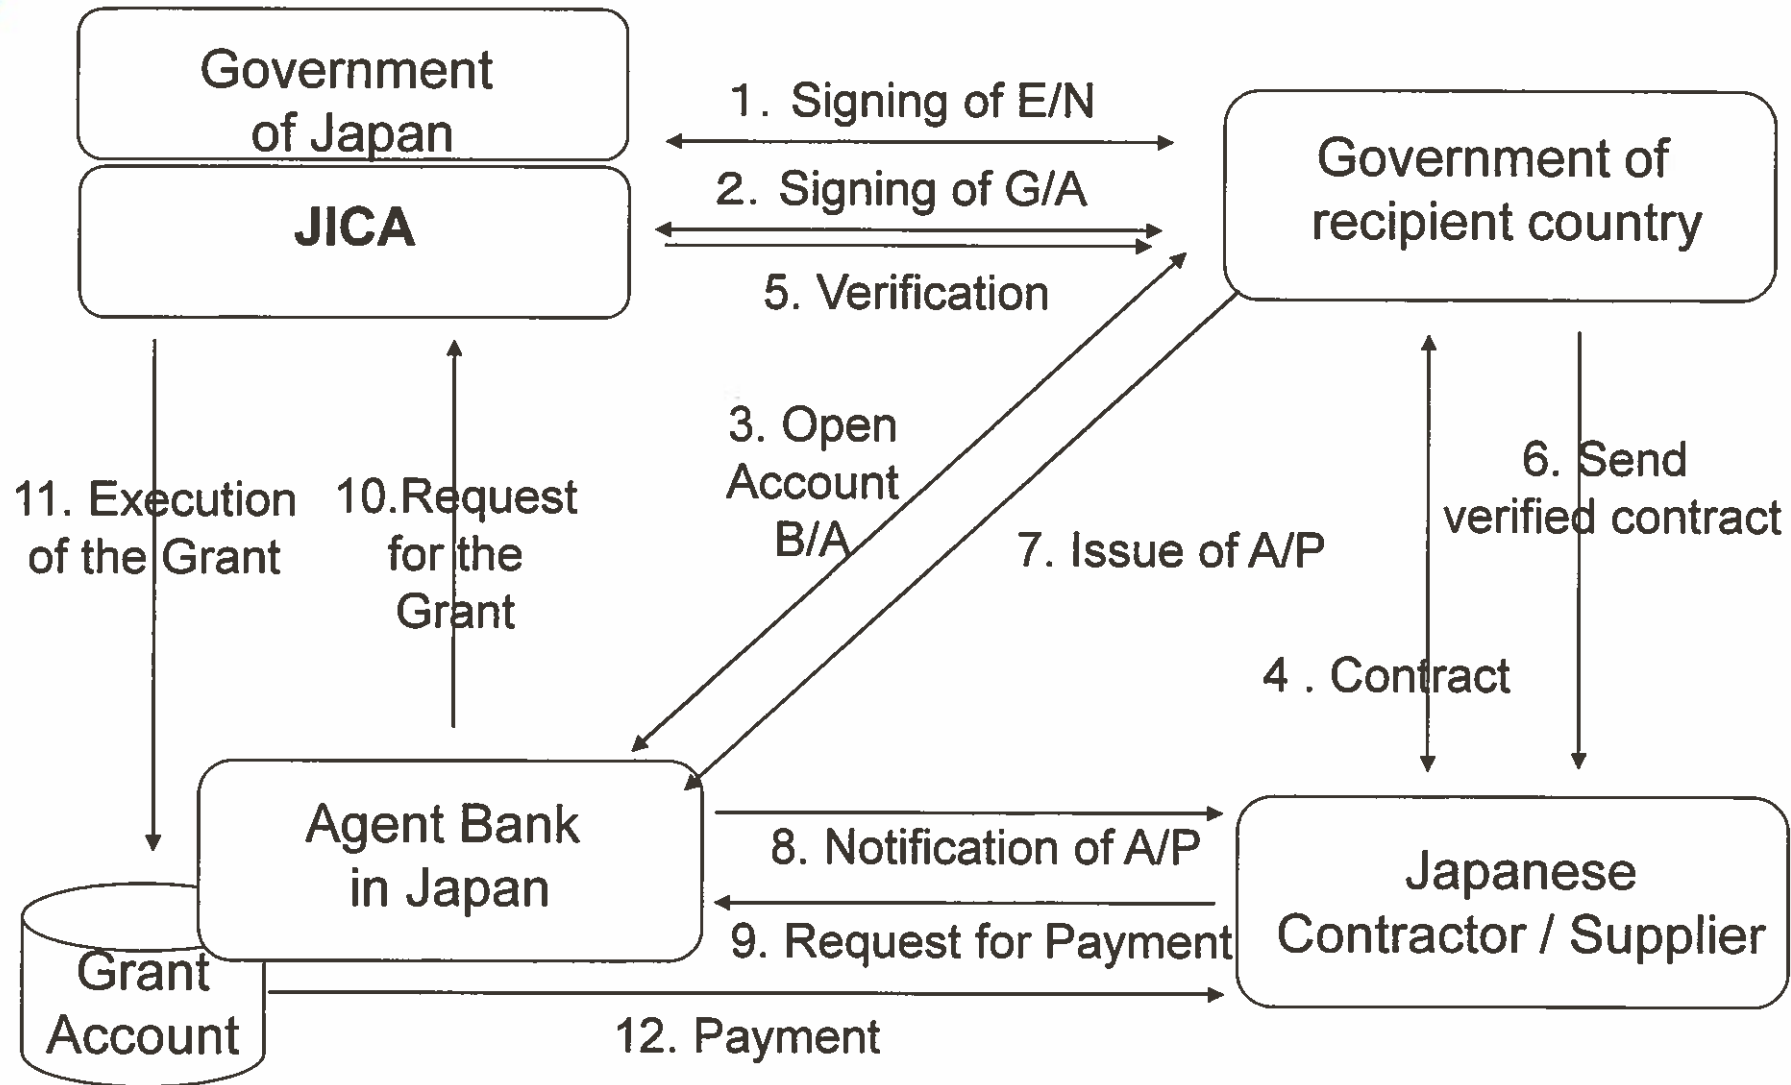 Government
of Japan
JICA
1. Signing of E/N
2. Signing of G/A
5. Verification
Government of
recipient country
3. Open
Account
B/A
7. Issue of A/P
6. Send
verified contract
4 . Contract
11. Execution
of the Grant
10.Request
for the
Grant
Agent Bank
in Japan
8. Notification of A/P
9. Request for Payment
Japanese
Contractor / Supplier
Grant
Account
12. Payment